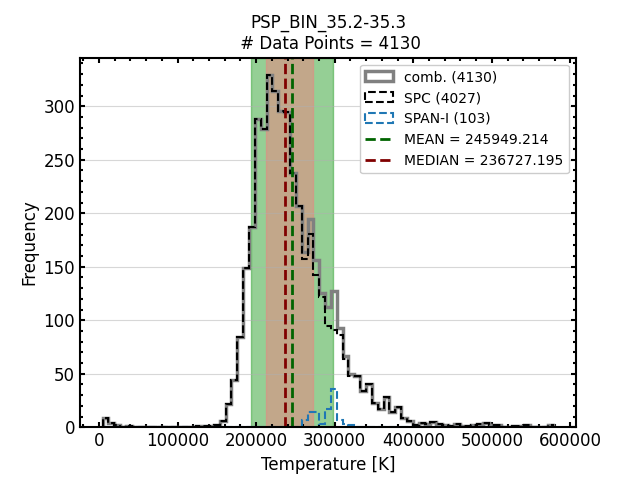 PSP_BIN_35.2-35.3
# Data Points = 4130
comb. (4130)
SPC (4027)
SPAN-I (103)
MEAN = 245949.214
MEDIAN = 236727.195
Frequency
300
250
200
150
100
50
0
0 100000 200000 300000 400000 500000 600000
Temperature [K]